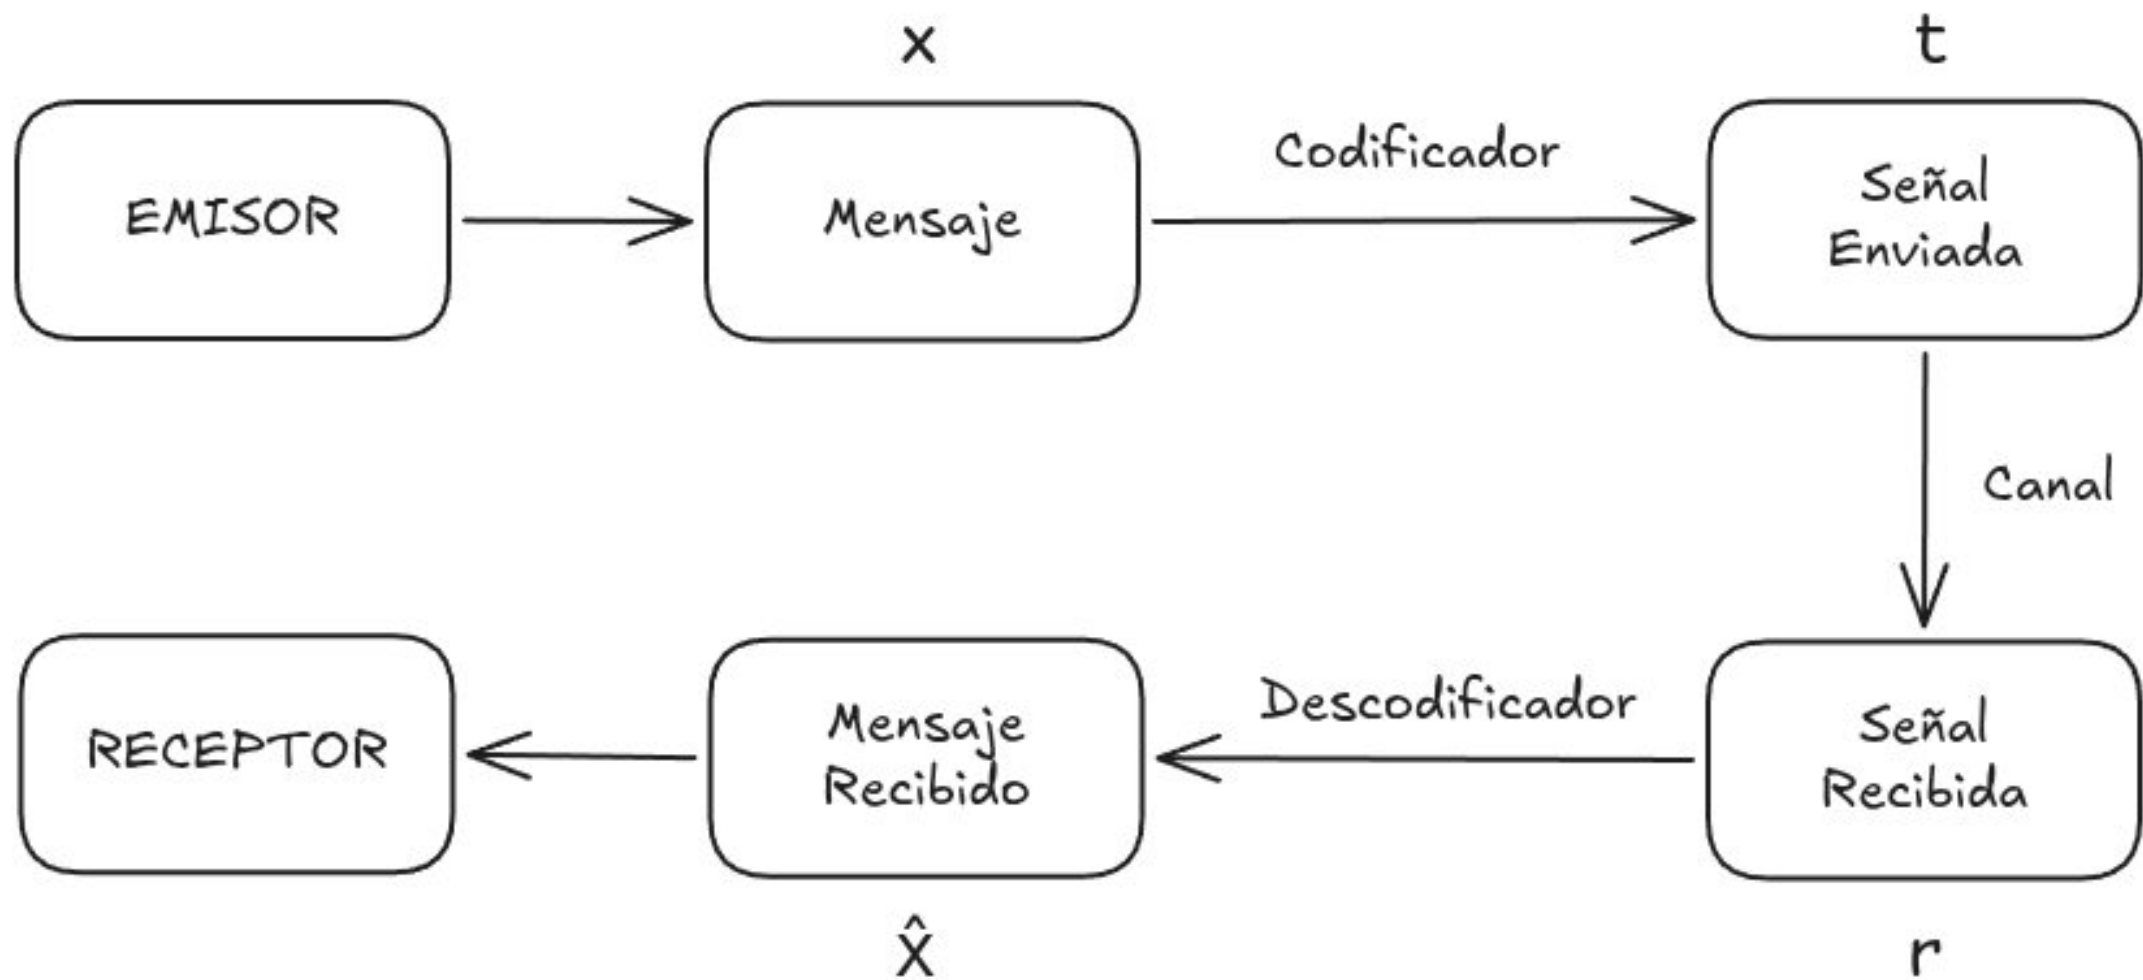 x
t
EMISOR
Mensaje
Codificador
Señal
Enviada
Canal
RECEPTOR
Mensaje
Recibido
Descodificador
Señal
Recibida
x̂
r